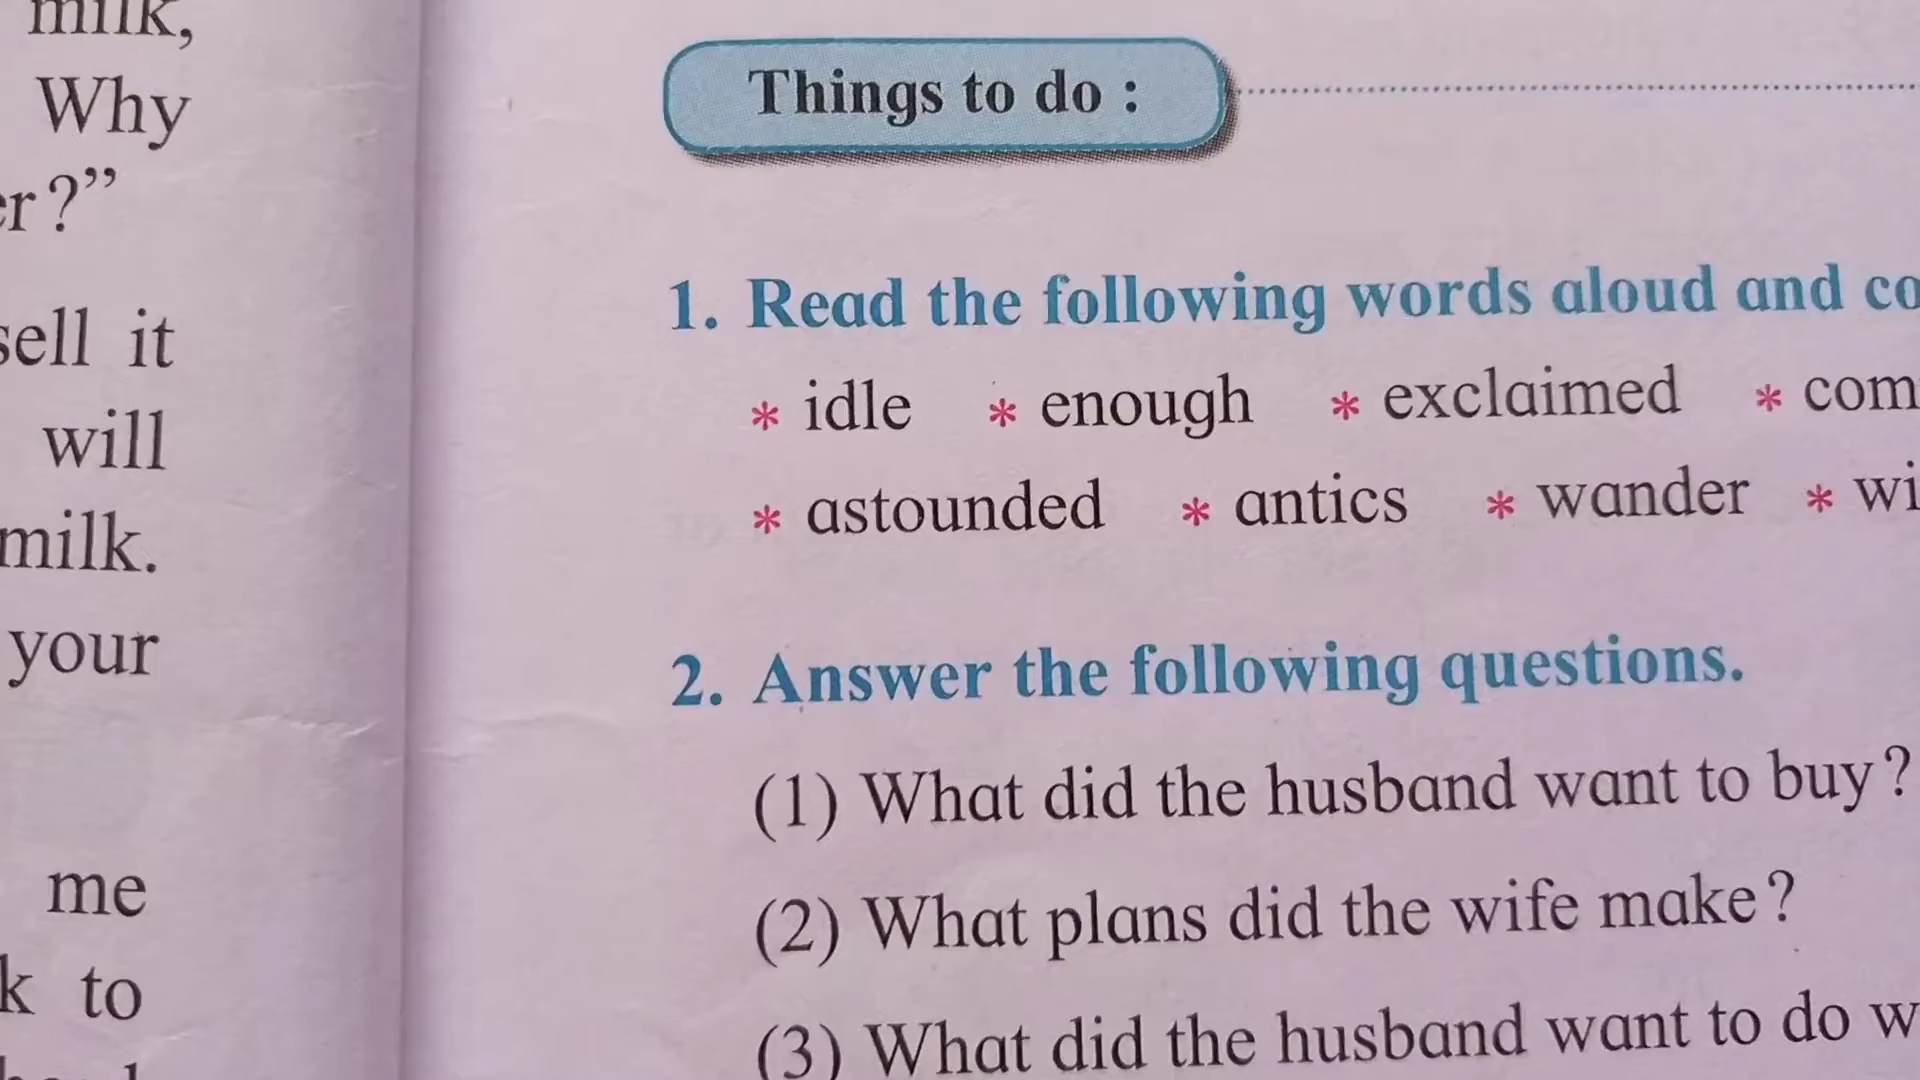 milk,
Why
er?”
sell it
will
milk.
your
me
k to
Things to do :
1. Read the following words aloud and co
* idle * enough * exclaimed * com
* astounded * antics * wander * wi
2. Answer the following questions.
(1) What did the husband want to buy?
(2) What plans did the wife make?
(3) What did the husband want to do w